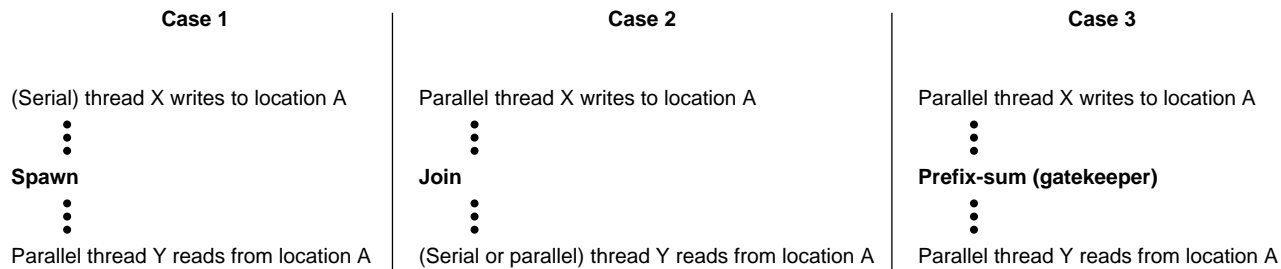 Case 1
(Serial) thread X writes to location A
Spawn
Parallel thread Y reads from location A
Case 2
Parallel thread X writes to location A
Join
(Serial or parallel) thread Y reads from location A
Case 3
Parallel thread X writes to location A
Prefix-sum (gatekeeper)
Parallel thread Y reads from location A